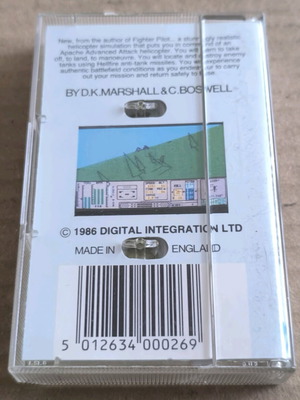 New, from the author of Fighter Pilot... a stunningly realistic
helicopter simulation that puts you in command of an
Apache Advanced Attack Helicopter. You will learn to take
off, to land, to manoeuvre. You will locate and destroy enemy
tanks using Hellfire anti-tank missiles. You will experience
authentic battlefield conditions as you endeavour to carry
out your mission and return safely to base.
BY D.K. MARSHALL & C. BOSWELL
© 1986 DIGITAL INTEGRATION LTD
MADE IN ENGLAND
5 012634 000269